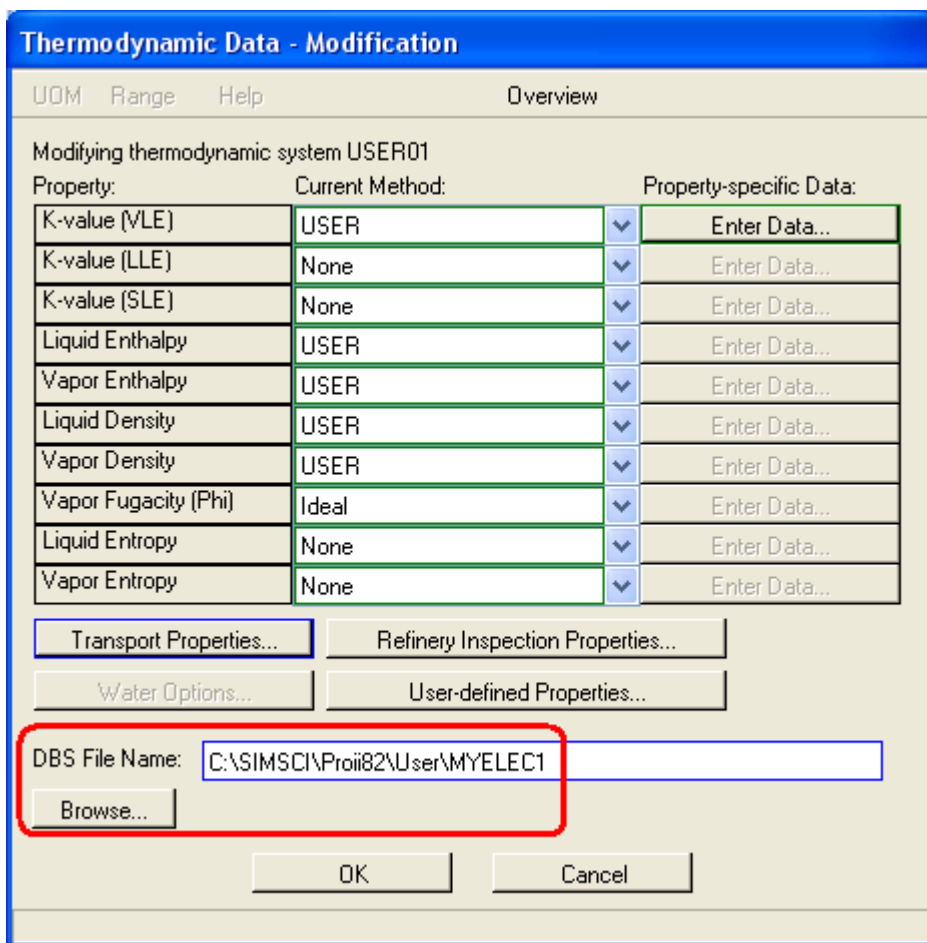 Thermodynamic Data - Modification
UOM Range Help Overview
Modifying thermodynamic system USER01
Property: Current Method: Property-specific Data:
K-value (VLE) USER Enter Data...
K-value (LLE) None Enter Data...
K-value (SLE) None Enter Data...
Liquid Enthalpy USER Enter Data...
Vapor Enthalpy USER Enter Data...
Liquid Density USER Enter Data...
Vapor Density USER Enter Data...
Vapor Fugacity (Phi) Ideal Enter Data...
Liquid Entropy None Enter Data...
Vapor Entropy None Enter Data...
Transport Properties... Refinery Inspection Properties...
Water Options... User-defined Properties...
DBS File Name: C:\SIMSCI\Proii82\User\MYELEC1
Browse...
OK Cancel